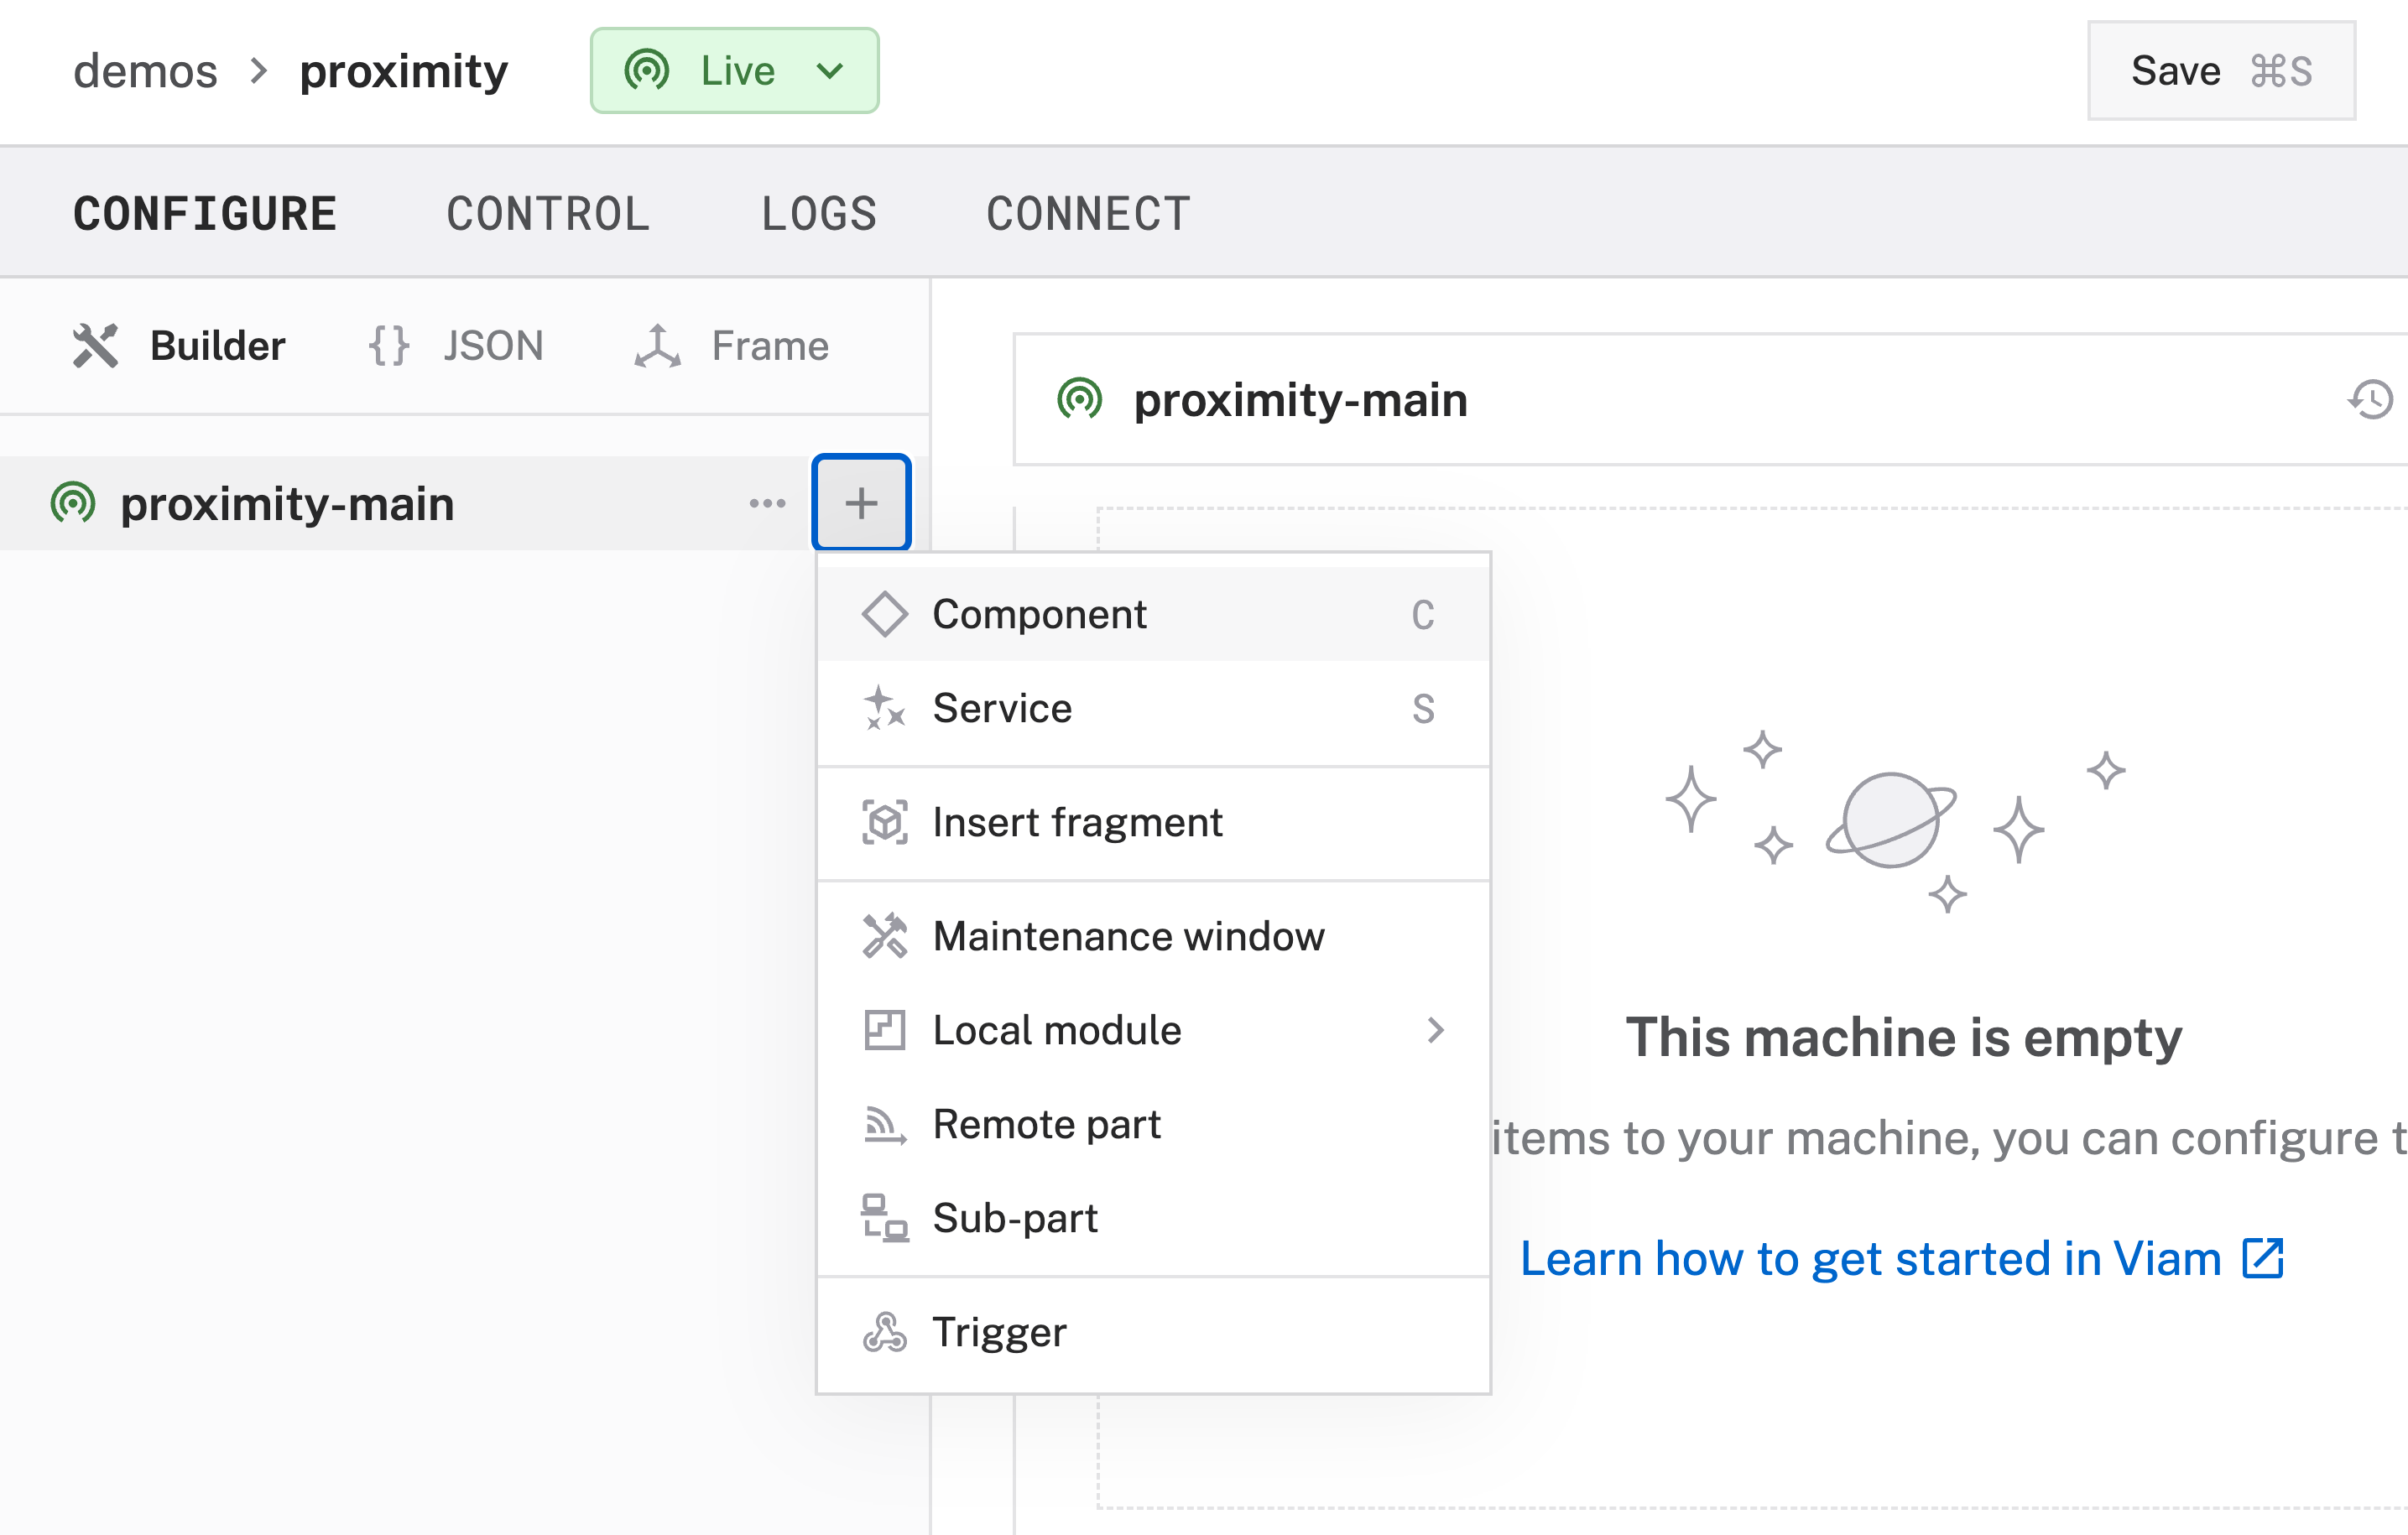 demos > proximity Live Save ⌘S
CONFIGURE CONTROL LOGS CONNECT
Builder {} JSON Frame
proximity-main
proximity-main
Component C
Service S
Insert fragment
Maintenance window
Local module
Remote part
Sub-part
Trigger
This machine is empty
items to your machine, you can configure t
Learn how to get started in Viam